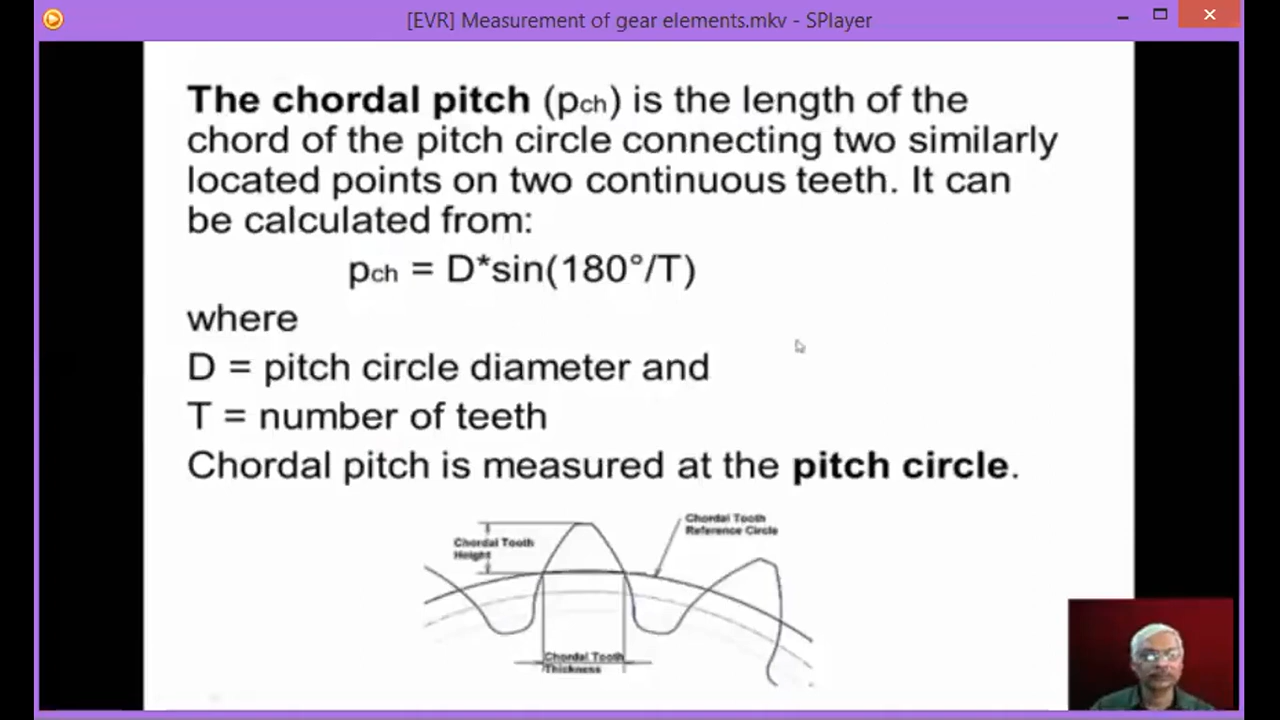 [EVR] Measurement of gear elements.mkv - SPlayer
The chordal pitch (pch) is the length of the
chord of the pitch circle connecting two similarly
located points on two continuous teeth. It can
be calculated from:
pch = D*sin(180°/T)
where
D = pitch circle diameter and
T = number of teeth
Chordal pitch is measured at the pitch circle.
Chordal Tooth
Reference Circle
Chordal Tooth
Height
Chordal Tooth
Thickness